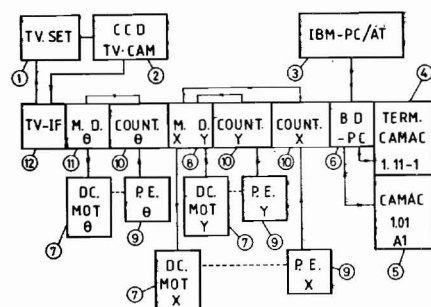 TV. SET
C C D
TV-CAM
IBM-PC/AT
1
2
3
4
TV-IF
M. D.
θ
COUNT.
θ
M. D.
X Y
COUNT.
Y
COUNT.
X
B D
-PC
TERM.
CAMAC
1.11-1
12
11
10
8
10
10
6
DC.
MOT
θ
P. E.
θ
DC.
MOT
Y
P. E.
Y
CAMAC
1.01
A1
7
9
7
9
5
DC.
MOT
X
P. E.
X
7
9